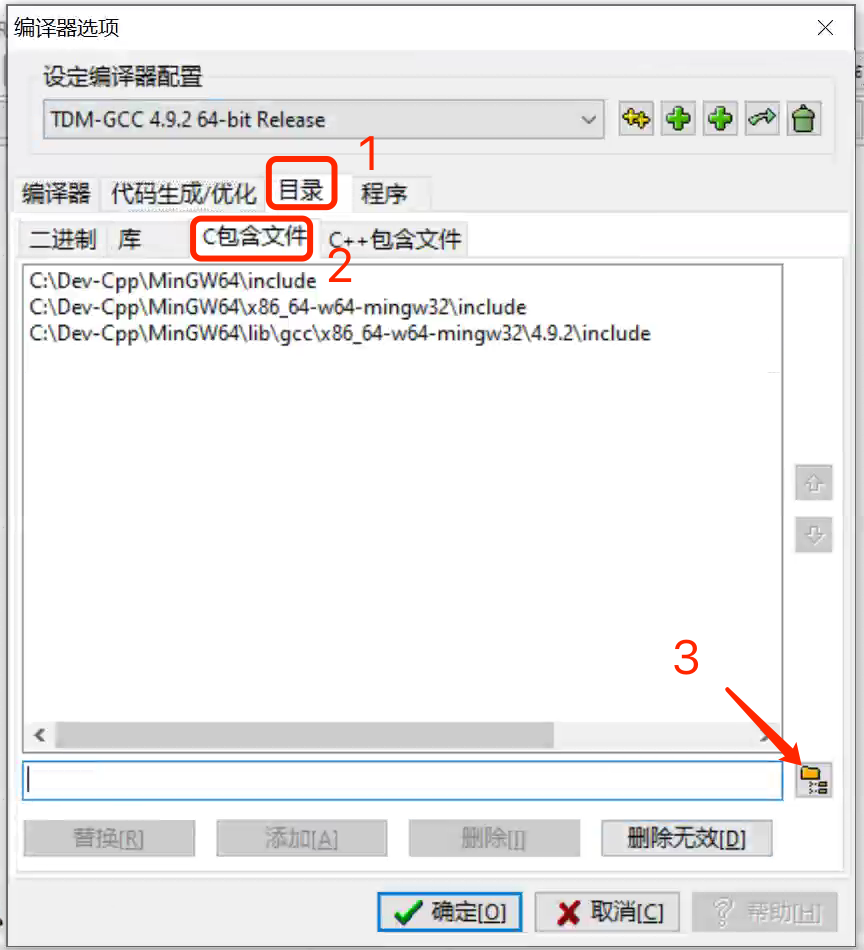 编译器选项
设定编译器配置
TDM-GCC 4.9.2 64-bit Release
1
编译器 代码生成/优化 目录 程序
二进制 库 C包含文件 C++包含文件
2
C:\Dev-Cpp\MinGW64\include
C:\Dev-Cpp\MinGW64\x86_64-w64-mingw32\include
C:\Dev-Cpp\MinGW64\lib\gcc\x86_64-w64-mingw32\4.9.2\include
3
替换[R] 添加[A] 删除[I] 删除无效[D]
确定[O] 取消[C] 帮助[H]